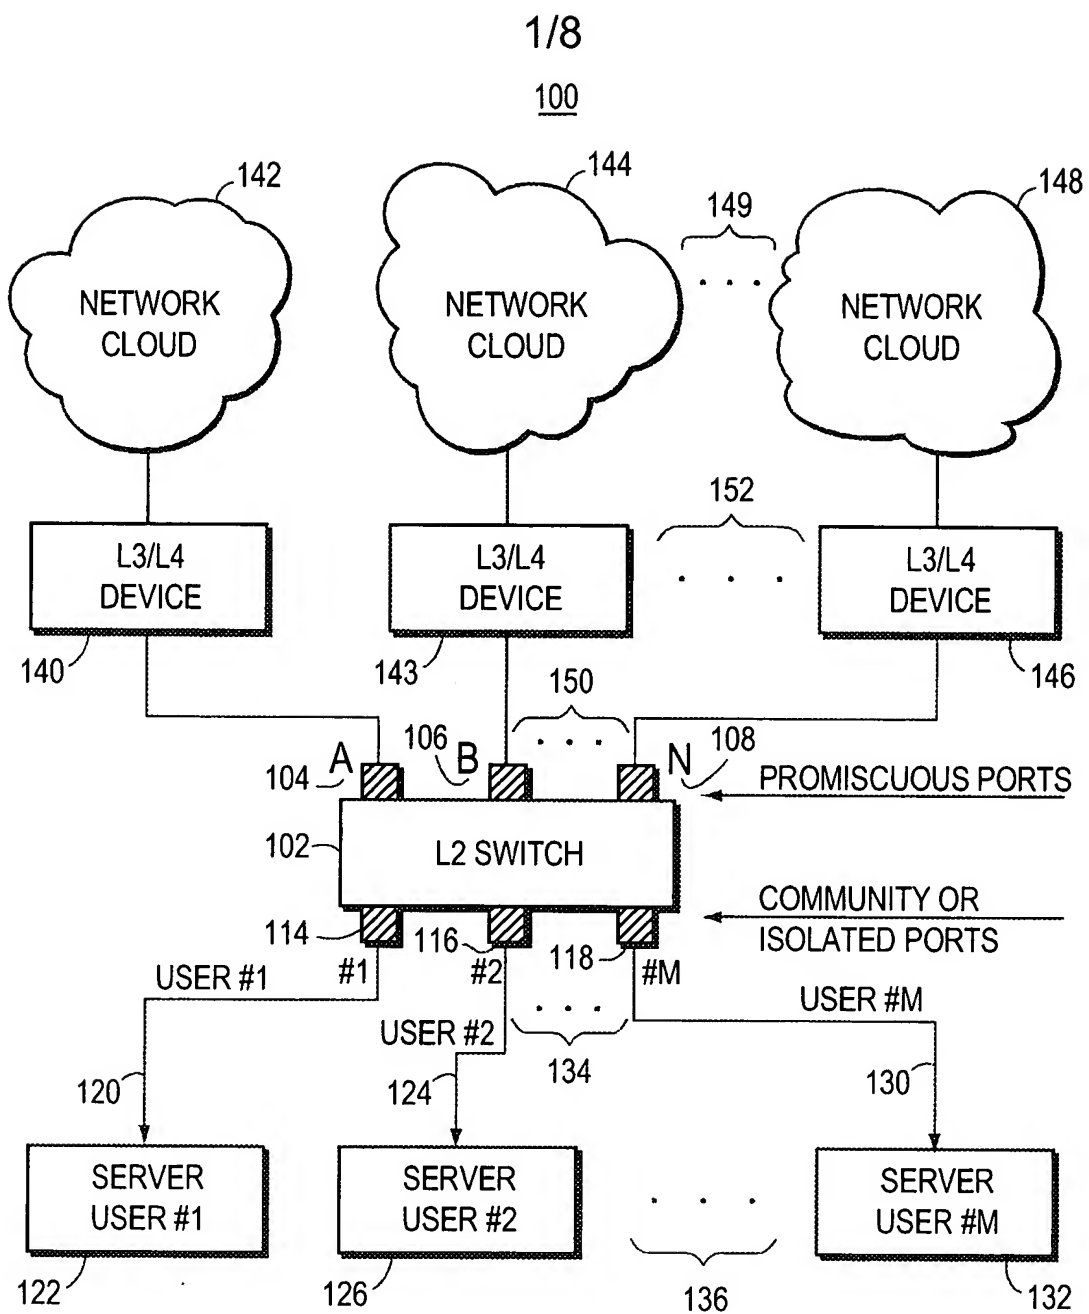 1/8
100
142
144
149
148
NETWORK
CLOUD
NETWORK
CLOUD
NETWORK
CLOUD
152
L3/L4
DEVICE
L3/L4
DEVICE
L3/L4
DEVICE
140
143
146
150
104
A
106
B
N
108
PROMISCUOUS PORTS
102
L2 SWITCH
COMMUNITY OR
ISOLATED PORTS
114
116
118
USER #1
#1
#2
#M
USER #2
USER #M
134
120
124
130
SERVER
USER #1
SERVER
USER #2
SERVER
USER #M
122
126
136
132